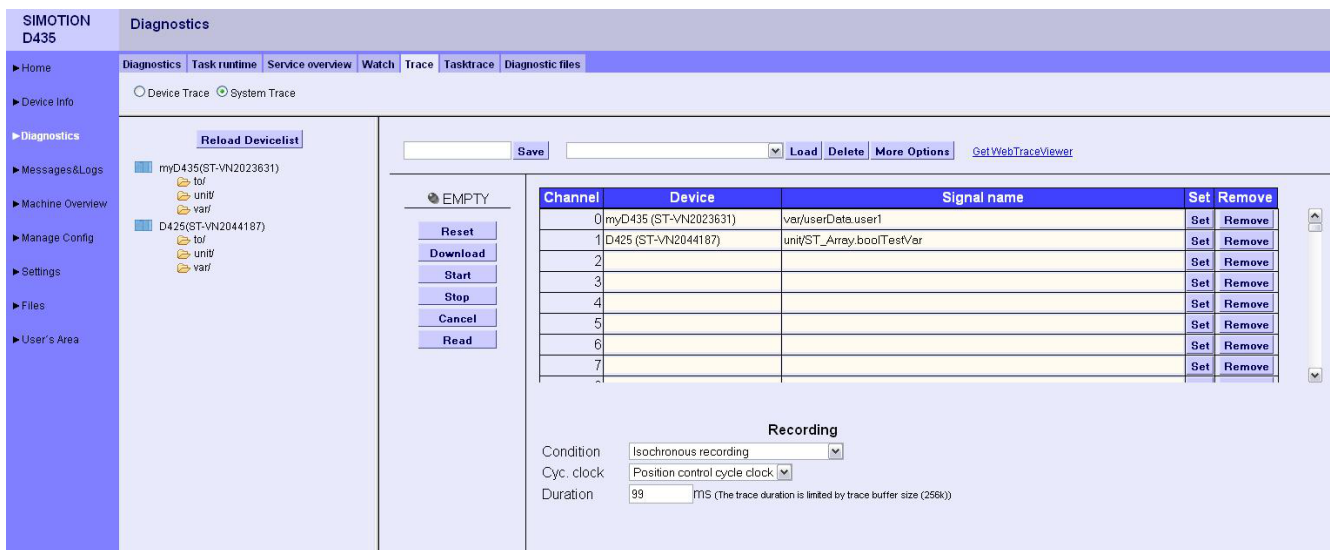 SIMOTION
D435
Diagnostics
►Home
►Device Info
►Diagnostics
►Messages&Logs
►Machine Overview
►Manage Config
►Settings
►Files
►User's Area
Diagnostics Task runtime Service overview Watch Trace Tasktrace Diagnostic files
Device Trace System Trace
Reload Devicelist
myD435(ST-VN2023631)
to/
unit/
var/
D425(ST-VN2044187)
to/
unit/
var/
Save Load Delete More Options GetWebTraceViewer
EMPTY
Reset
Download
Start
Stop
Cancel
Read
Channel Device Signal name Set Remove
0 myD435 (ST-VN2023631) var/userData.user1 Set Remove
1 D425 (ST-VN2044187) unit/ST_Array.boolTestVar Set Remove
2 Set Remove
3 Set Remove
4 Set Remove
5 Set Remove
6 Set Remove
7 Set Remove
Recording
Condition Isochronous recording
Cyc. clock Position control cycle clock
Duration 99 ms (The trace duration is limited by trace buffer size (256k))